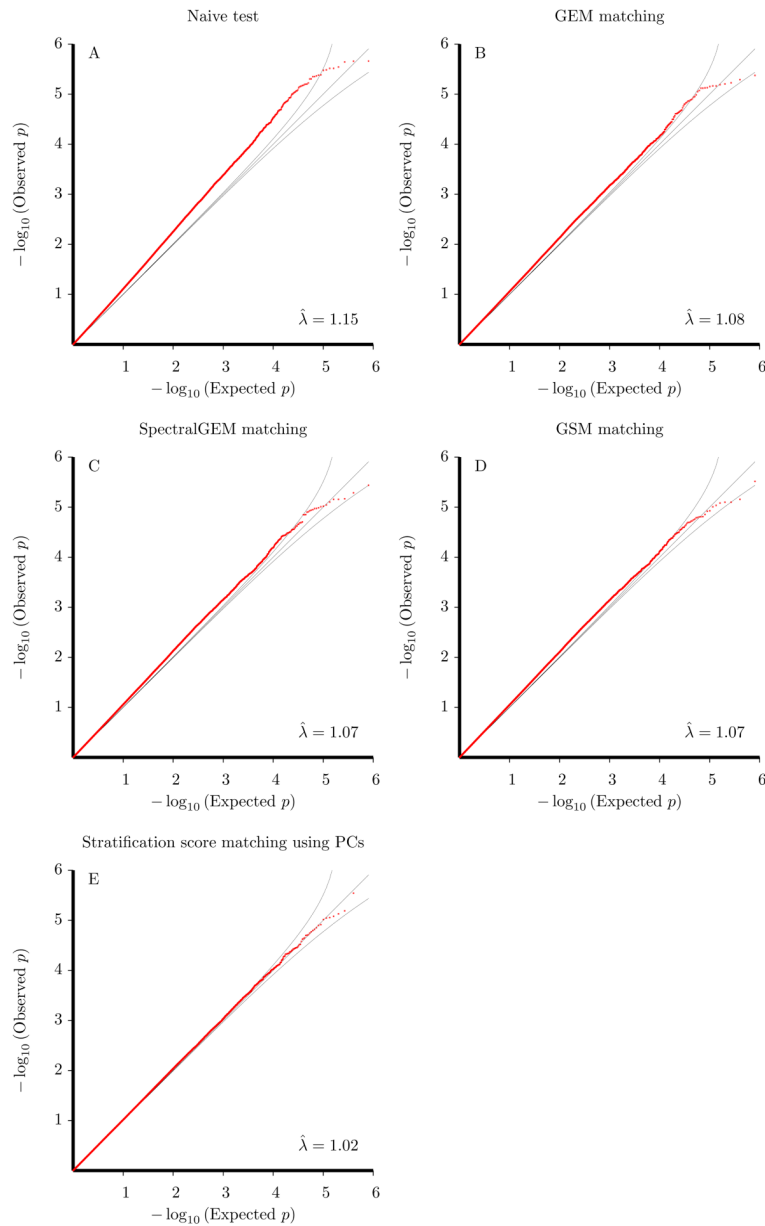 Naive test
A
6
5
4
3
2
1
− log₁₀ (Observed p)
λ̂ = 1.15
1 2 3 4 5 6
− log₁₀ (Expected p)
GEM matching
B
6
5
4
3
2
1
− log₁₀ (Observed p)
λ̂ = 1.08
1 2 3 4 5 6
− log₁₀ (Expected p)
SpectralGEM matching
C
6
5
4
3
2
1
− log₁₀ (Observed p)
λ̂ = 1.07
1 2 3 4 5 6
− log₁₀ (Expected p)
GSM matching
D
6
5
4
3
2
1
− log₁₀ (Observed p)
λ̂ = 1.07
1 2 3 4 5 6
− log₁₀ (Expected p)
Stratification score matching using PCs
E
6
5
4
3
2
1
− log₁₀ (Observed p)
λ̂ = 1.02
1 2 3 4 5 6
− log₁₀ (Expected p)